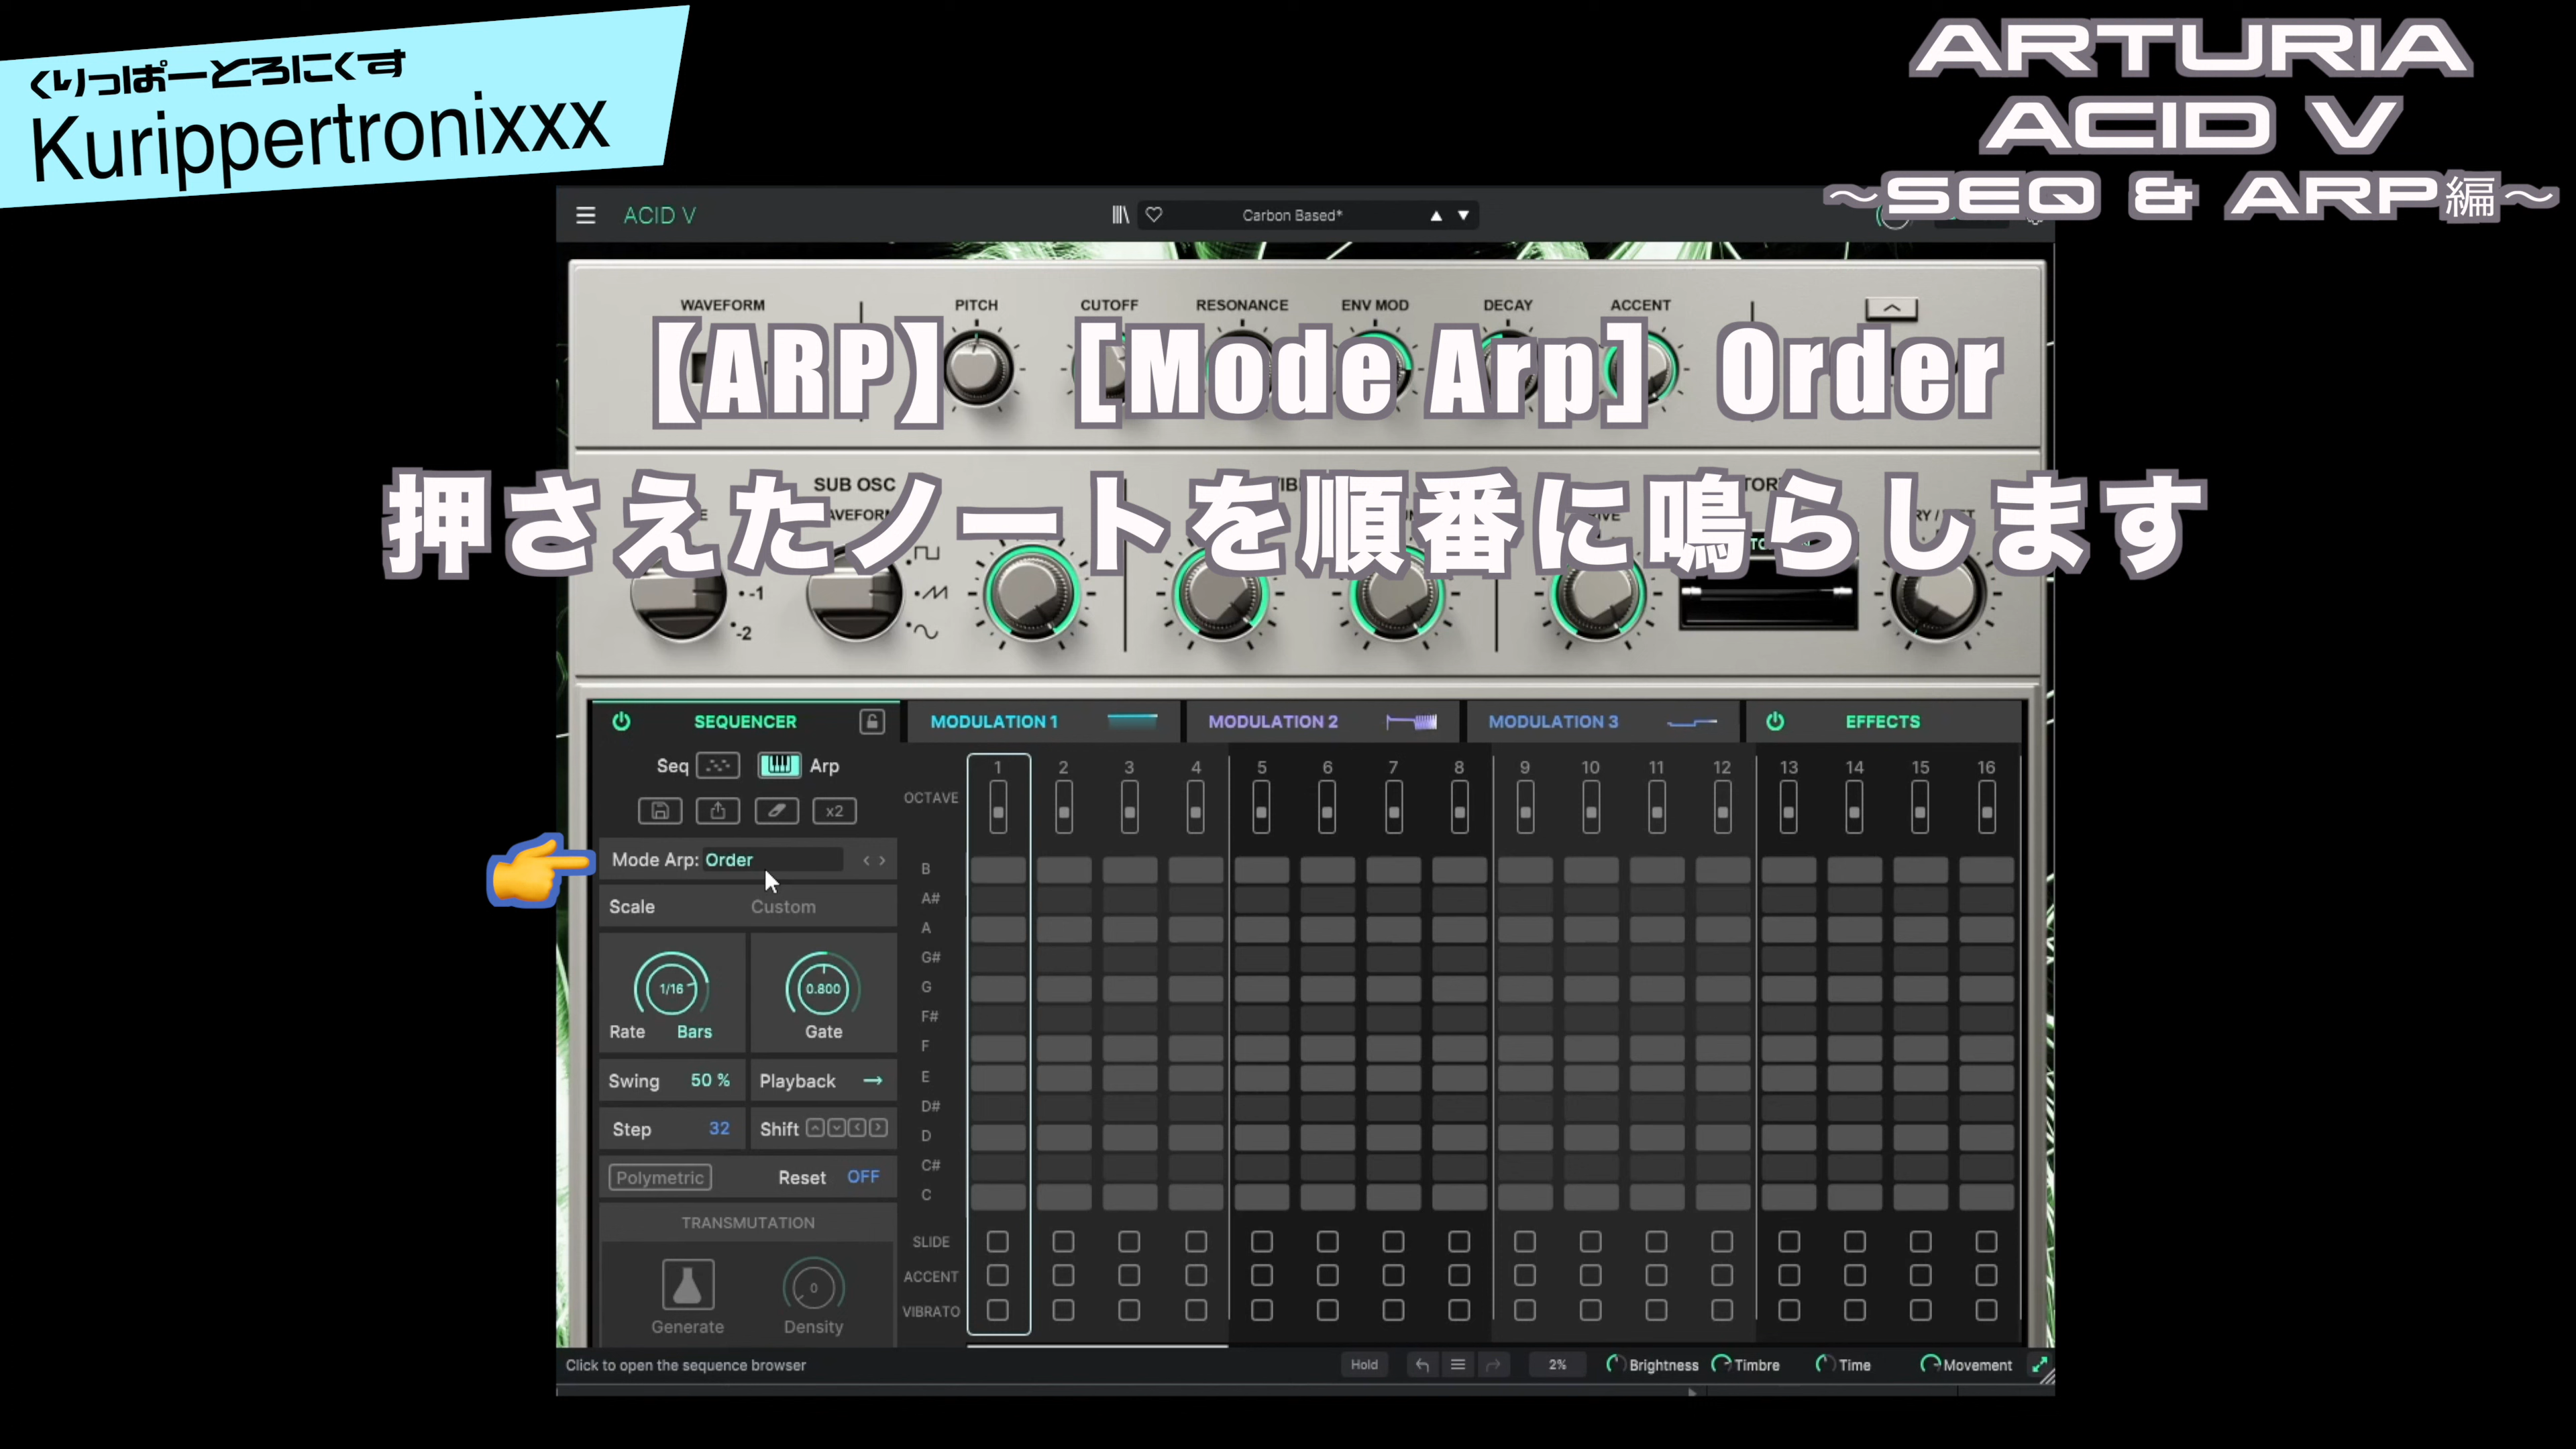 くりっぱーとろにくす
Kurippertronixxx
ARTURIA
ACID V
～SEQ & ARP編～
ACID V
Carbon Based*
WAVEFORM
PITCH
CUTOFF
RESONANCE
ENV MOD
DECAY
ACCENT
【ARP】 [Mode Arp] Order
SUB OSC
押さえたノートを順番に鳴らします
-1
-2
SEQUENCER
MODULATION 1
MODULATION 2
MODULATION 3
EFFECTS
Seq
Arp
x2
Mode Arp: Order
Scale
Custom
1/16
Rate
Bars
0.800
Gate
Swing
50 %
Playback
Step
32
Shift
Polymetric
Reset
OFF
TRANSMUTATION
Generate
0
Density
1 2 3 4 5 6 7 8 9 10 11 12 13 14 15 16
OCTAVE
B
A#
A
G#
G
F#
F
E
D#
D
C#
C
SLIDE
ACCENT
VIBRATO
Click to open the sequence browser
Hold
2%
Brightness
Timbre
Time
Movement